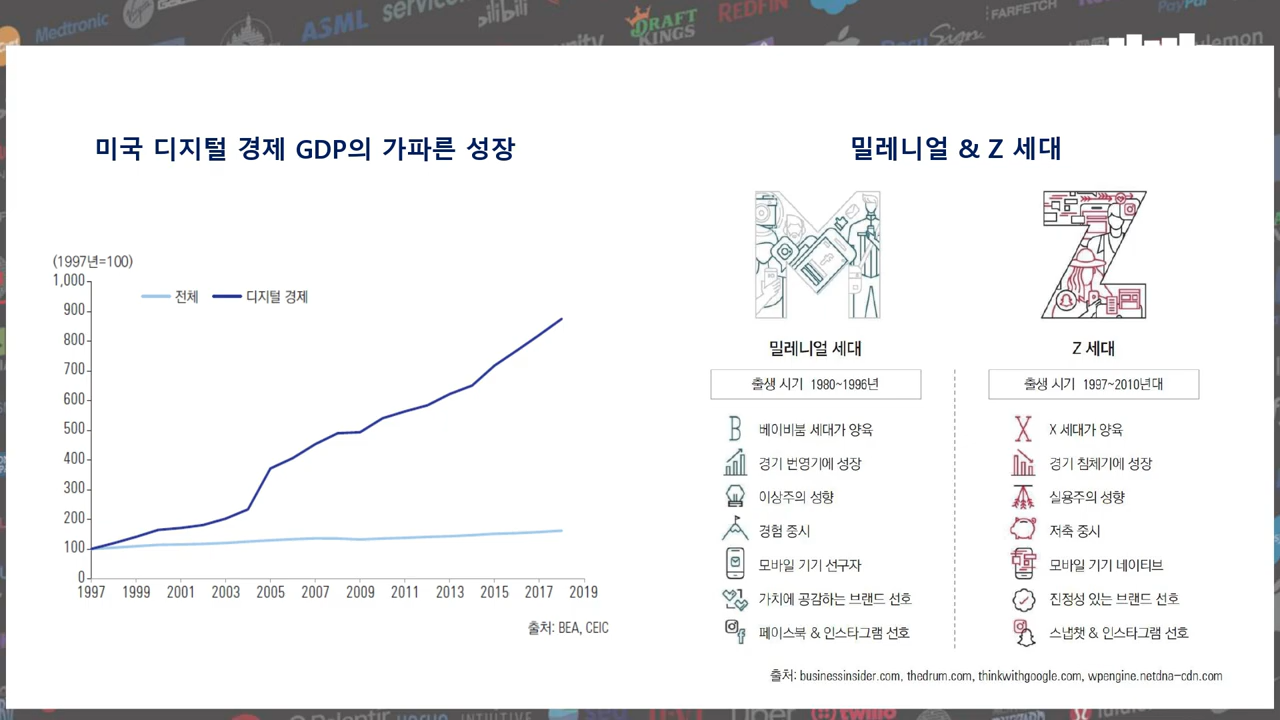 Medtronic
ASML
bilibili
DRAFT
KINGS
REDFIN
FARFETCH
PayPal
미국 디지털 경제 GDP의 가파른 성장
(1997년=100)
1,000
900
800
700
600
500
400
300
200
100
0
전체
디지털 경제
1997 1999 2001 2003 2005 2007 2009 2011 2013 2015 2017 2019
출처: BEA, CEIC
밀레니얼 & Z 세대
밀레니얼 세대
출생 시기 1980~1996년
베이비붐 세대가 양육
경기 번영기에 성장
이상주의 성향
경험 중시
모바일 기기 선구자
가치에 공감하는 브랜드 선호
페이스북 & 인스타그램 선호
Z 세대
출생 시기 1997~2010년대
X 세대가 양육
경기 침체기에 성장
실용주의 성향
저축 중시
모바일 기기 네이티브
진정성 있는 브랜드 선호
스냅챗 & 인스타그램 선호
출처: businessinsider.com, thedrum.com, thinkwithgoogle.com, wpengine.netdna-cdn.com